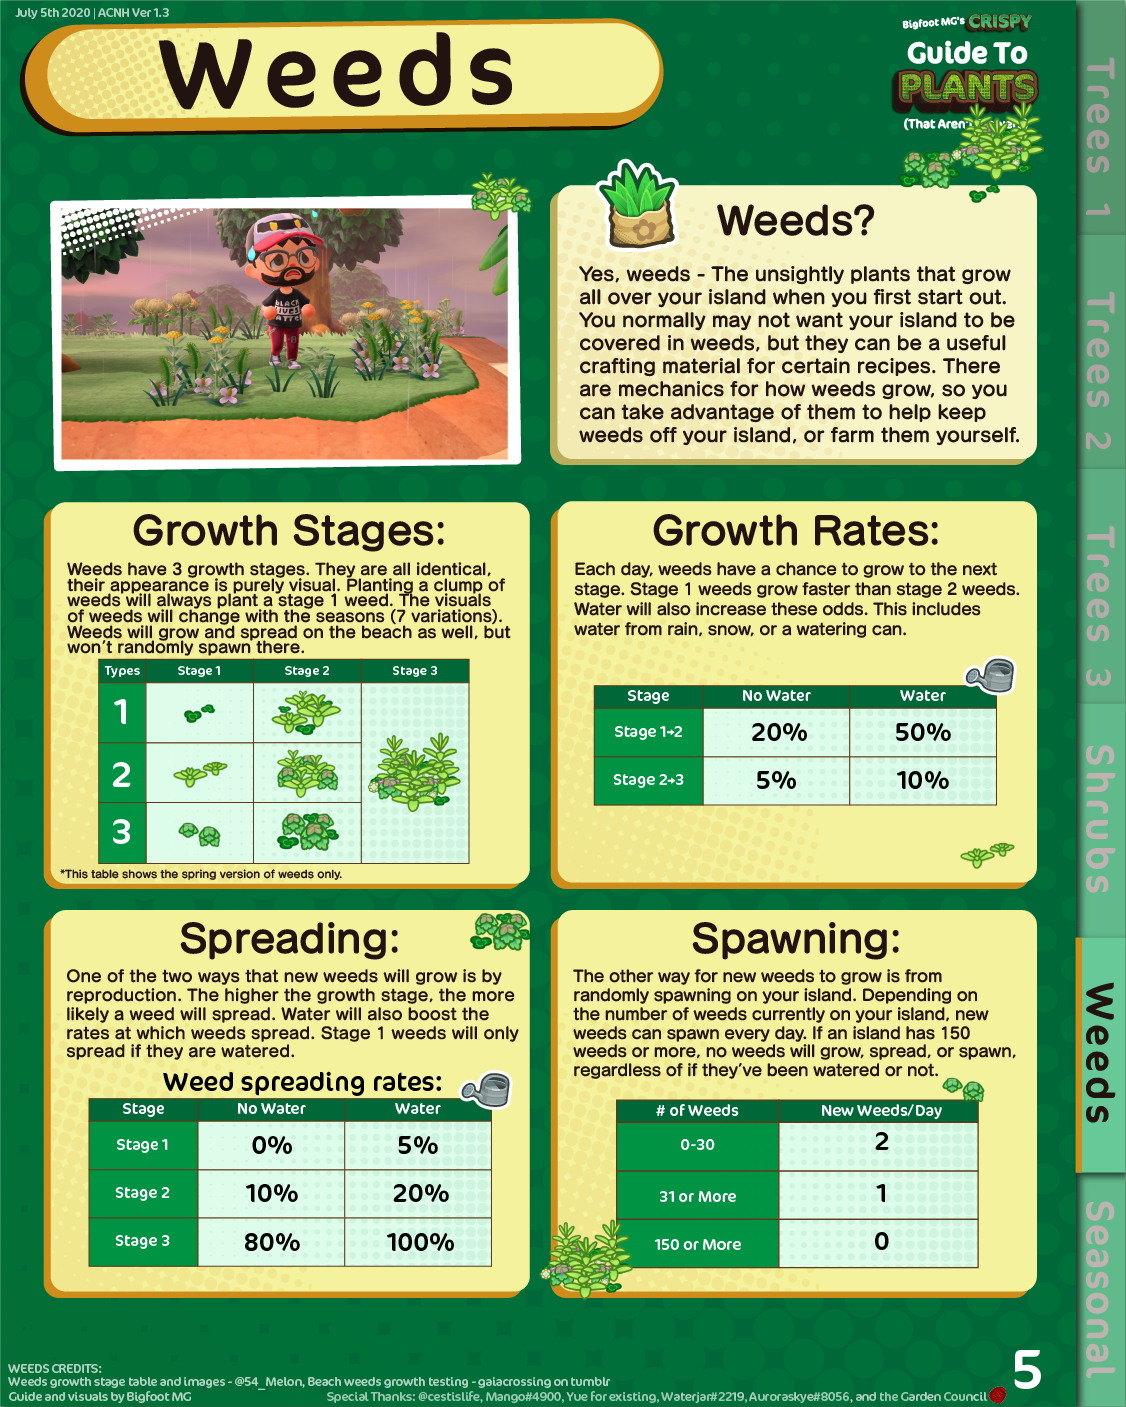 July 5th 2020 | ACNH Ver 1.3
Weeds
Bigfoot MG's CRISPY
Guide To
PLANTS
(That Aren't
Weeds?
Yes, weeds - The unsightly plants that grow
all over your island when you first start out.
You normally may not want your island to be
covered in weeds, but they can be a useful
crafting material for certain recipes. There
are mechanics for how weeds grow, so you
can take advantage of them to help keep
weeds off your island, or farm them yourself.
BLACK
LIVES
Growth Stages:
Weeds have 3 growth stages. They are all identical,
their appearance is purely visual. Planting a clump of
weeds will always plant a stage 1 weed. The visuals
of weeds will change with the seasons (7 variations).
Weeds will grow and spread on the beach as well, but
won't randomly spawn there.
Types Stage 1 Stage 2 Stage 3
1
2
3
*This table shows the spring version of weeds only.
Growth Rates:
Each day, weeds have a chance to grow to the next
stage. Stage 1 weeds grow faster than stage 2 weeds.
Water will also increase these odds. This includes
water from rain, snow, or a watering can.
Stage No Water Water
Stage 1→2 20% 50%
Stage 2→3 5% 10%
Spreading:
One of the two ways that new weeds will grow is by
reproduction. The higher the growth stage, the more
likely a weed will spread. Water will also boost the
rates at which weeds spread. Stage 1 weeds will only
spread if they are watered.
Weed spreading rates:
Stage No Water Water
Stage 1 0% 5%
Stage 2 10% 20%
Stage 3 80% 100%
Spawning:
The other way for new weeds to grow is from
randomly spawning on your island. Depending on
the number of weeds currently on your island, new
weeds can spawn every day. If an island has 150
weeds or more, no weeds will grow, spread, or spawn,
regardless of if they've been watered or not.
# of Weeds New Weeds/Day
0-30 2
31 or More 1
150 or More 0
Trees 1
Trees 2
Trees 3
Shrubs
Weeds
Seasonal
WEEDS CREDITS:
Weeds growth stage table and images - @54_Melon, Beach weeds growth testing - gaiacrossing on tumblr
Guide and visuals by Bigfoot MG
Special Thanks: @cestislife, Mango#4900, Yue for existing, Waterjar#2219, Auroraskye#8056, and the Garden Council
5